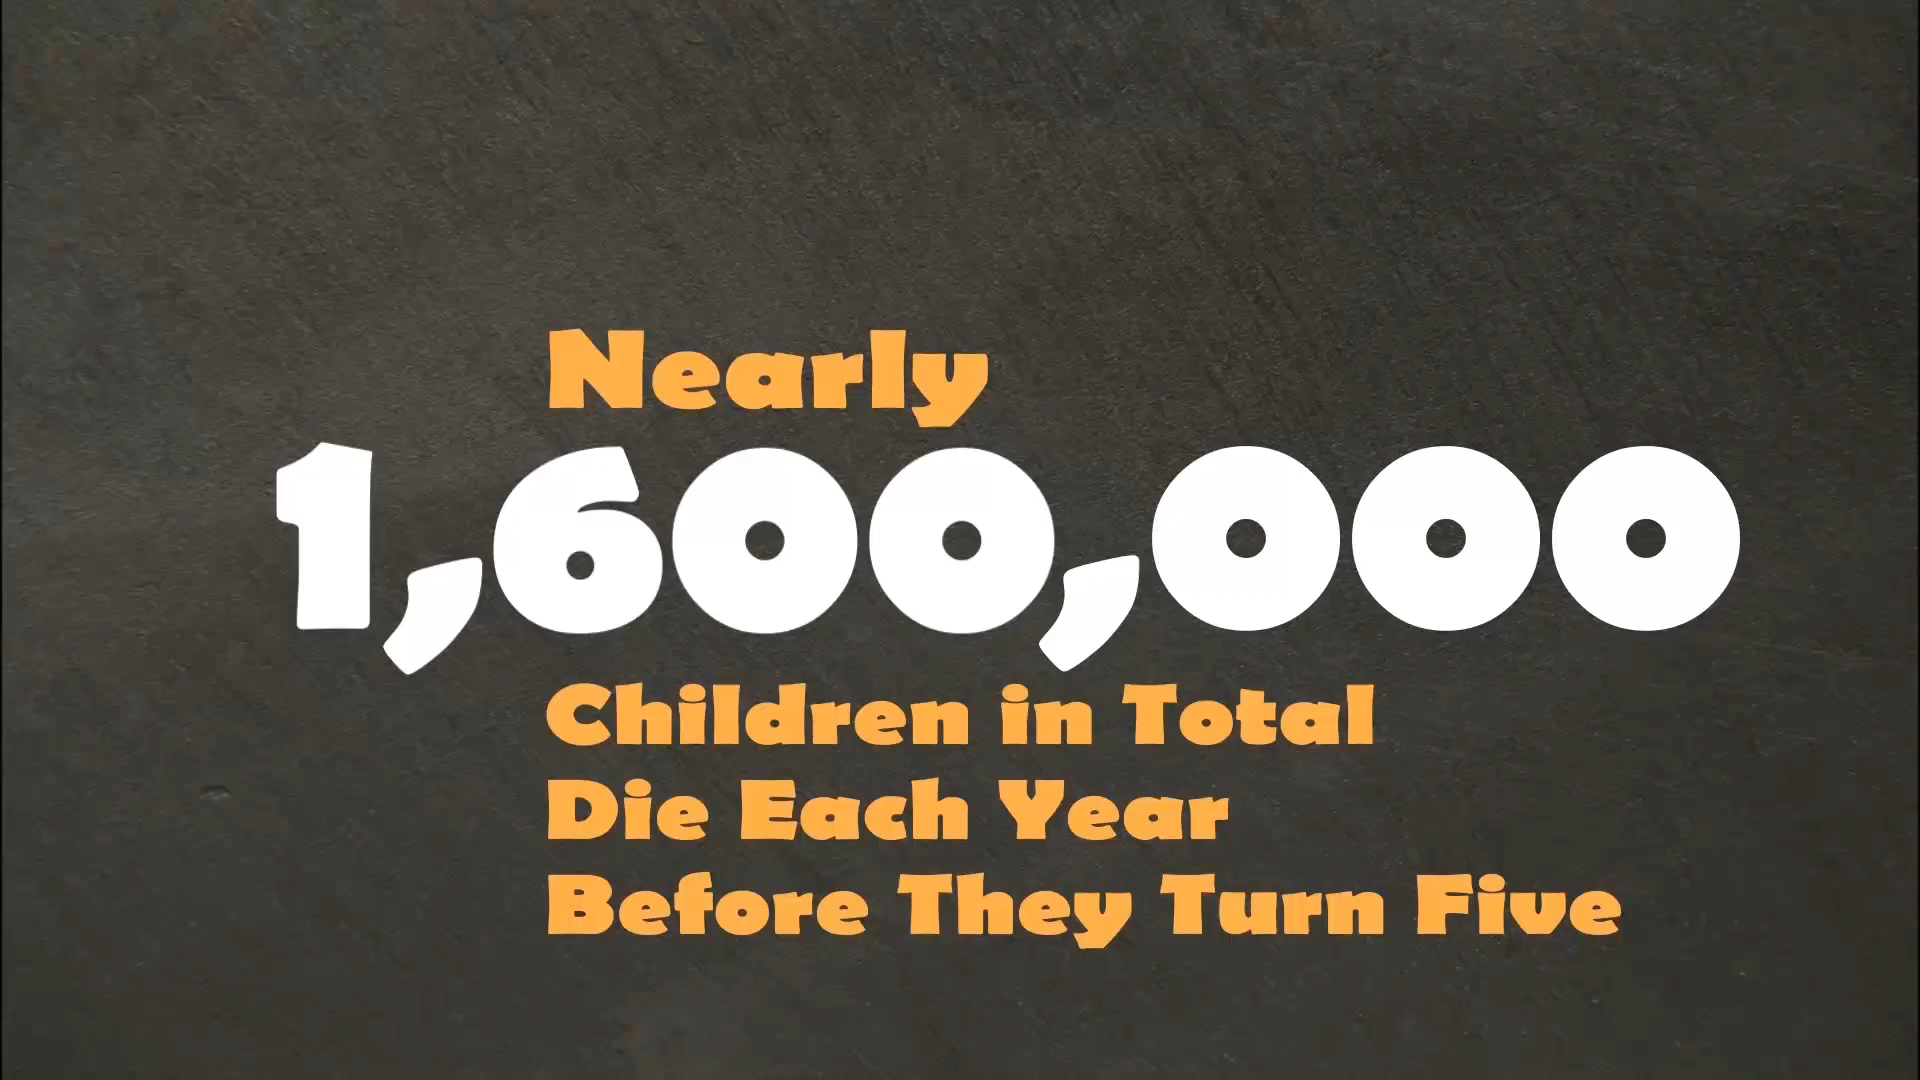 Nearly
1,600,000
Children in Total
Die Each Year
Before They Turn Five